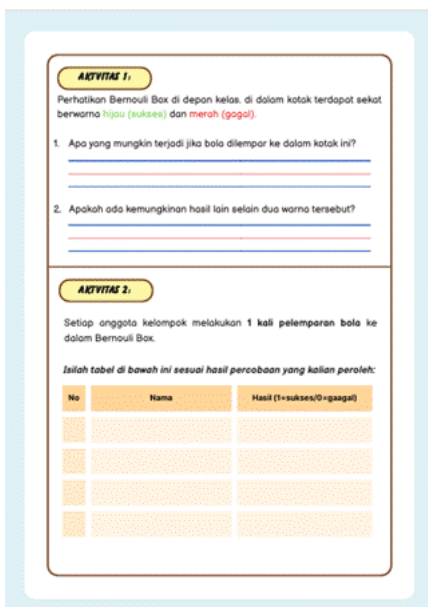 AKTVITAS 1:
Perhatikan Bernouli Box di depan kelas. di dalam kotak terdapat sekat
berwarna hijau (sukses) dan merah (gagal).
1. Apa yang mungkin terjadi jika bola dilempar ke dalam kotak ini?
2. Apakah ada kemungkinan hasil lain selain dua warna tersebut?
AKTVITAS 2:
Setiap anggota kelompok melakukan 1 kali pelemparan bola ke
dalam Bernouli Box.
Isilah tabel di bawah ini sesuai hasil percobaan yang kalian peroleh:
No Nama Hasil (1=sukses/0=gaagal)